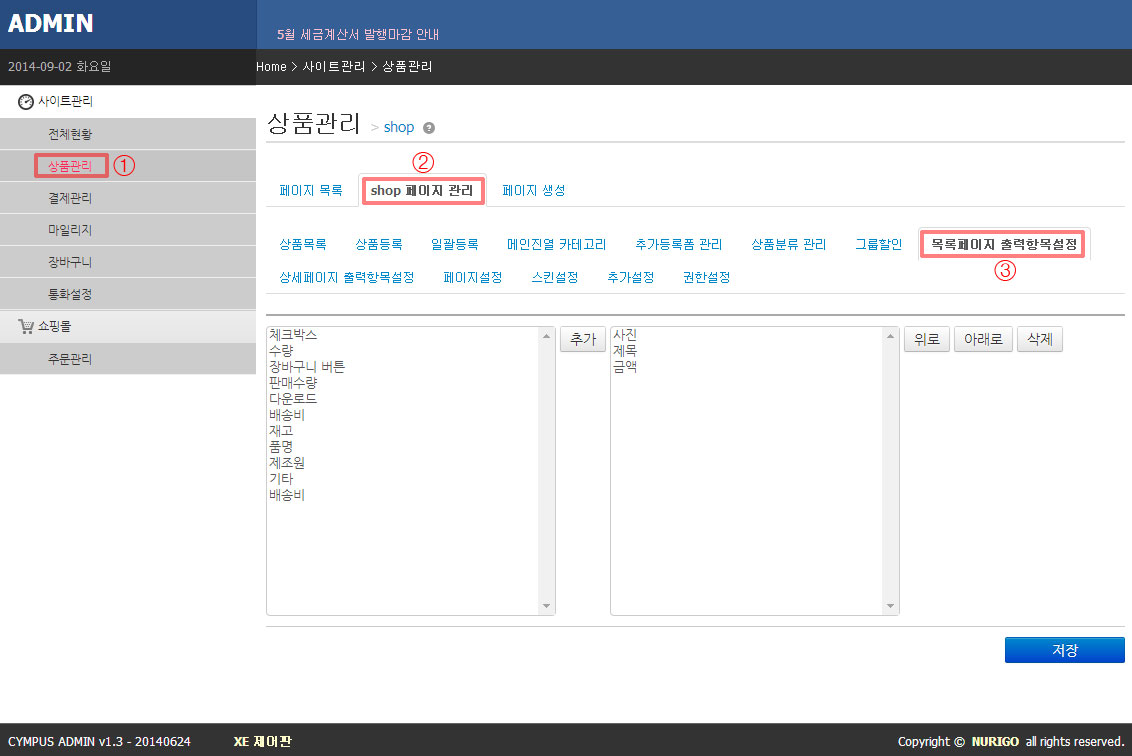 ADMIN
5월 세금계산서 발행마감 안내
2014-09-02 화요일
Home > 사이트관리 > 상품관리
사이트관리
전체현황
상품관리 ①
결제관리
마일리지
장바구니
통화설정
쇼핑몰
주문관리
상품관리 > shop ?
②
페이지 목록 shop 페이지 관리 페이지 생성
상품목록 상품등록 일괄등록 메인진열 카테고리 추가등록폼 관리 상품분류 관리 그룹할인 목록페이지 출력항목설정
③
상세페이지 출력항목설정 페이지설정 스킨설정 추가설정 권한설정
체크박스
수량
장바구니 버튼
판매수량
다운로드
배송비
재고
품명
제조원
기타
배송비
추가
사진
제목
금액
위로 아래로 삭제
저장
CYMPUS ADMIN v1.3 - 20140624 XE 제어판
Copyright © NURIGO all rights reserved.